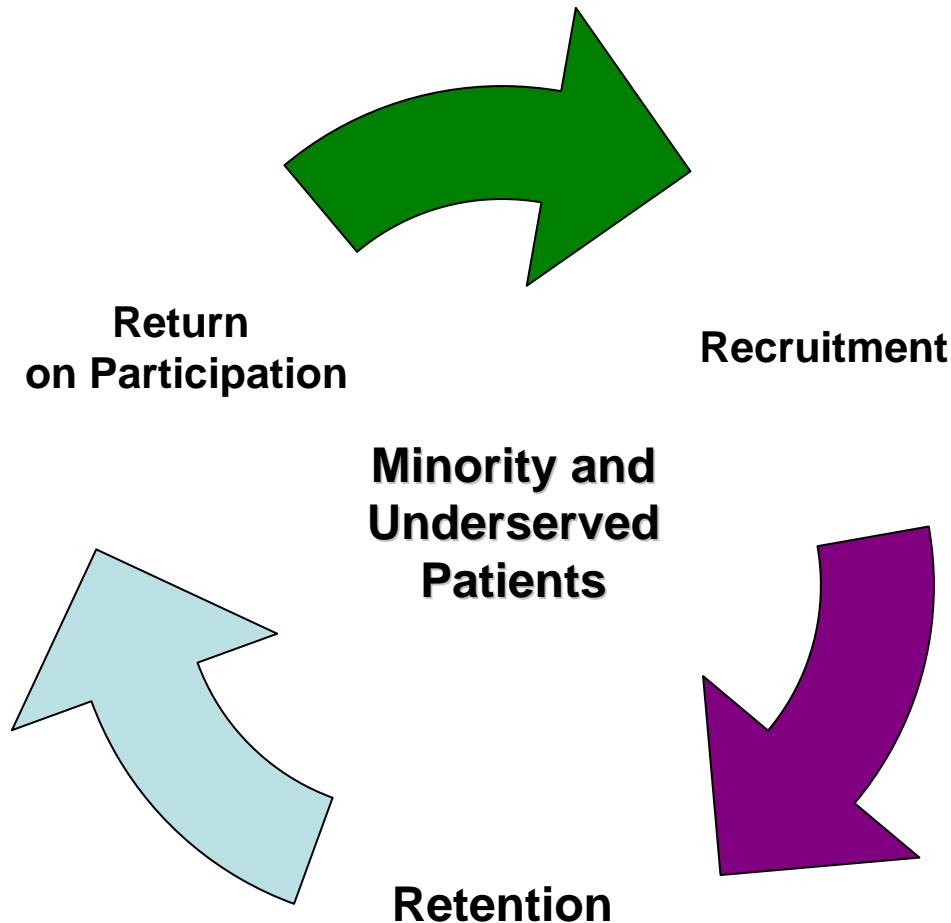 Return
on Participation
Recruitment
Minority and
Underserved
Patients
Retention